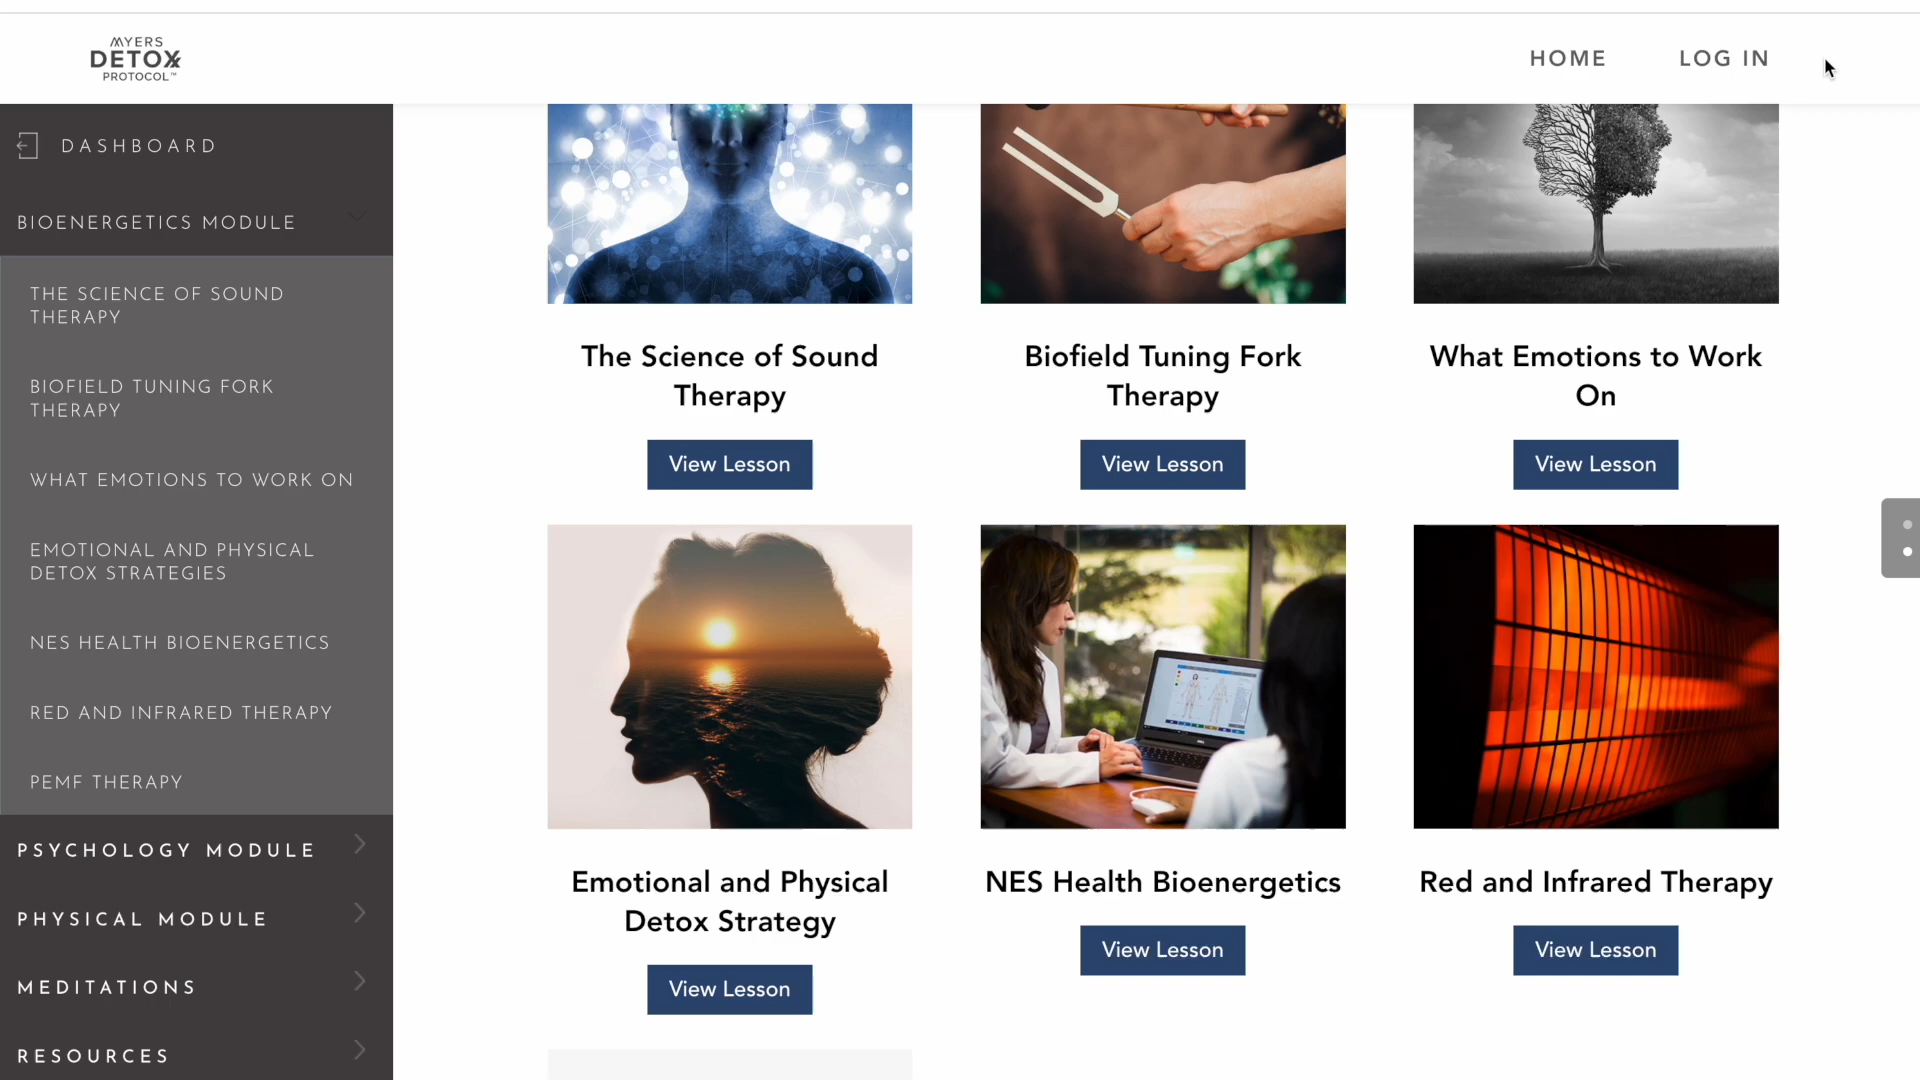 MYERS
DETOX
PROTOCOL™
HOME
LOG IN
DASHBOARD
BIOENERGETICS MODULE
THE SCIENCE OF SOUND
THERAPY
BIOFIELD TUNING FORK
THERAPY
WHAT EMOTIONS TO WORK ON
EMOTIONAL AND PHYSICAL
DETOX STRATEGIES
NES HEALTH BIOENERGETICS
RED AND INFRARED THERAPY
PEMF THERAPY
PSYCHOLOGY MODULE
PHYSICAL MODULE
MEDITATIONS
RESOURCES
The Science of Sound
Therapy
View Lesson
Biofield Tuning Fork
Therapy
View Lesson
What Emotions to Work
On
View Lesson
Emotional and Physical
Detox Strategy
View Lesson
NES Health Bioenergetics
View Lesson
Red and Infrared Therapy
View Lesson